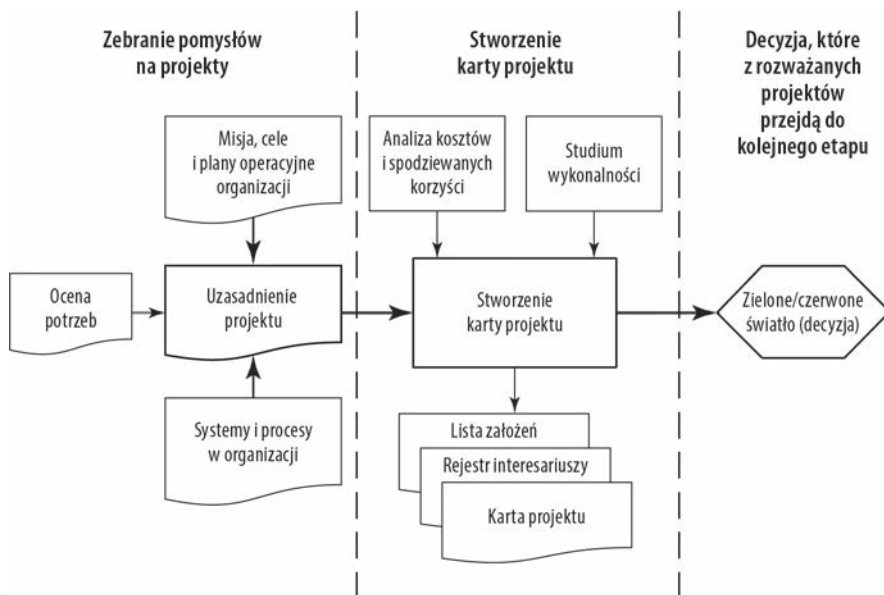 Zebranie pomysłów
na projekty
Stworzenie
karty projektu
Decyzja, które
z rozważanych
projektów
przejdą do
kolejnego etapu
Misja, cele
i plany operacyjne
organizacji
Analiza kosztów
i spodziewanych
korzyści
Studium
wykonalności
Ocena
potrzeb
Uzasadnienie
projektu
Stworzenie
karty projektu
Zielone/czerwone
światło (decyzja)
Systemy i procesy
w organizacji
Lista założeń
Rejestr interesariuszy
Karta projektu